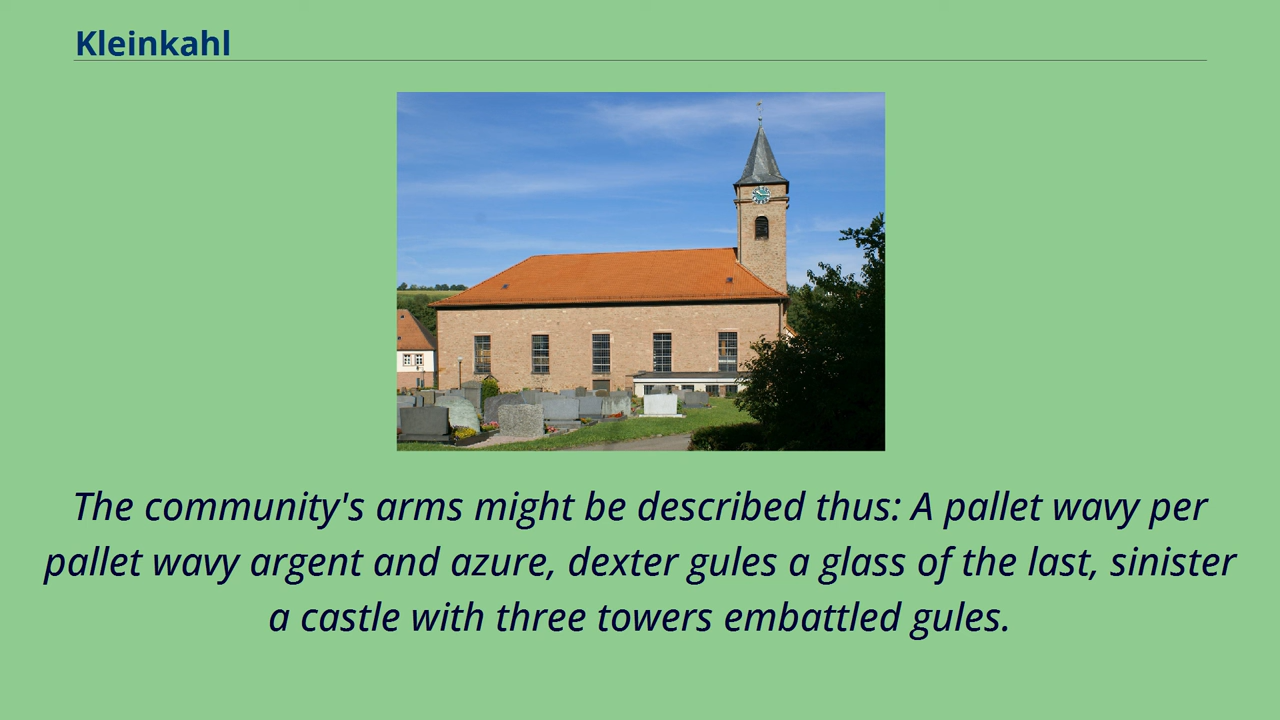 Kleinkahl
The community's arms might be described thus: A pallet wavy per
pallet wavy argent and azure, dexter gules a glass of the last, sinister
a castle with three towers embattled gules.